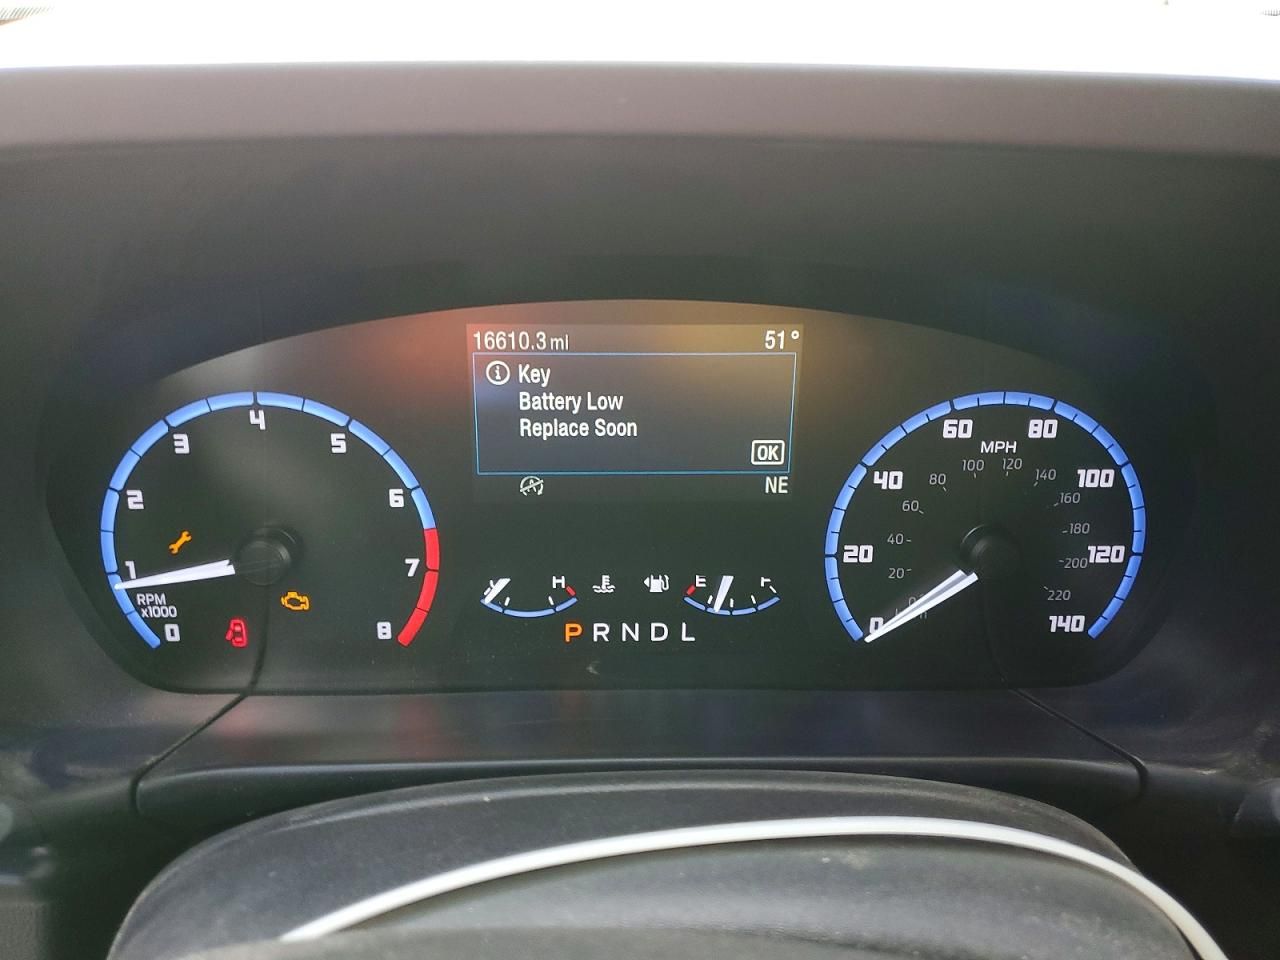 16610.3 mi 51°
Key
Battery Low
Replace Soon
OK
NE
0 1 2 3 4 5 6 7 8
RPM
x1000
H
E
P R N D L
0 20 40 60 80 100 120 140
MPH
20 40 60 80 100 120 140 160 180 200 220